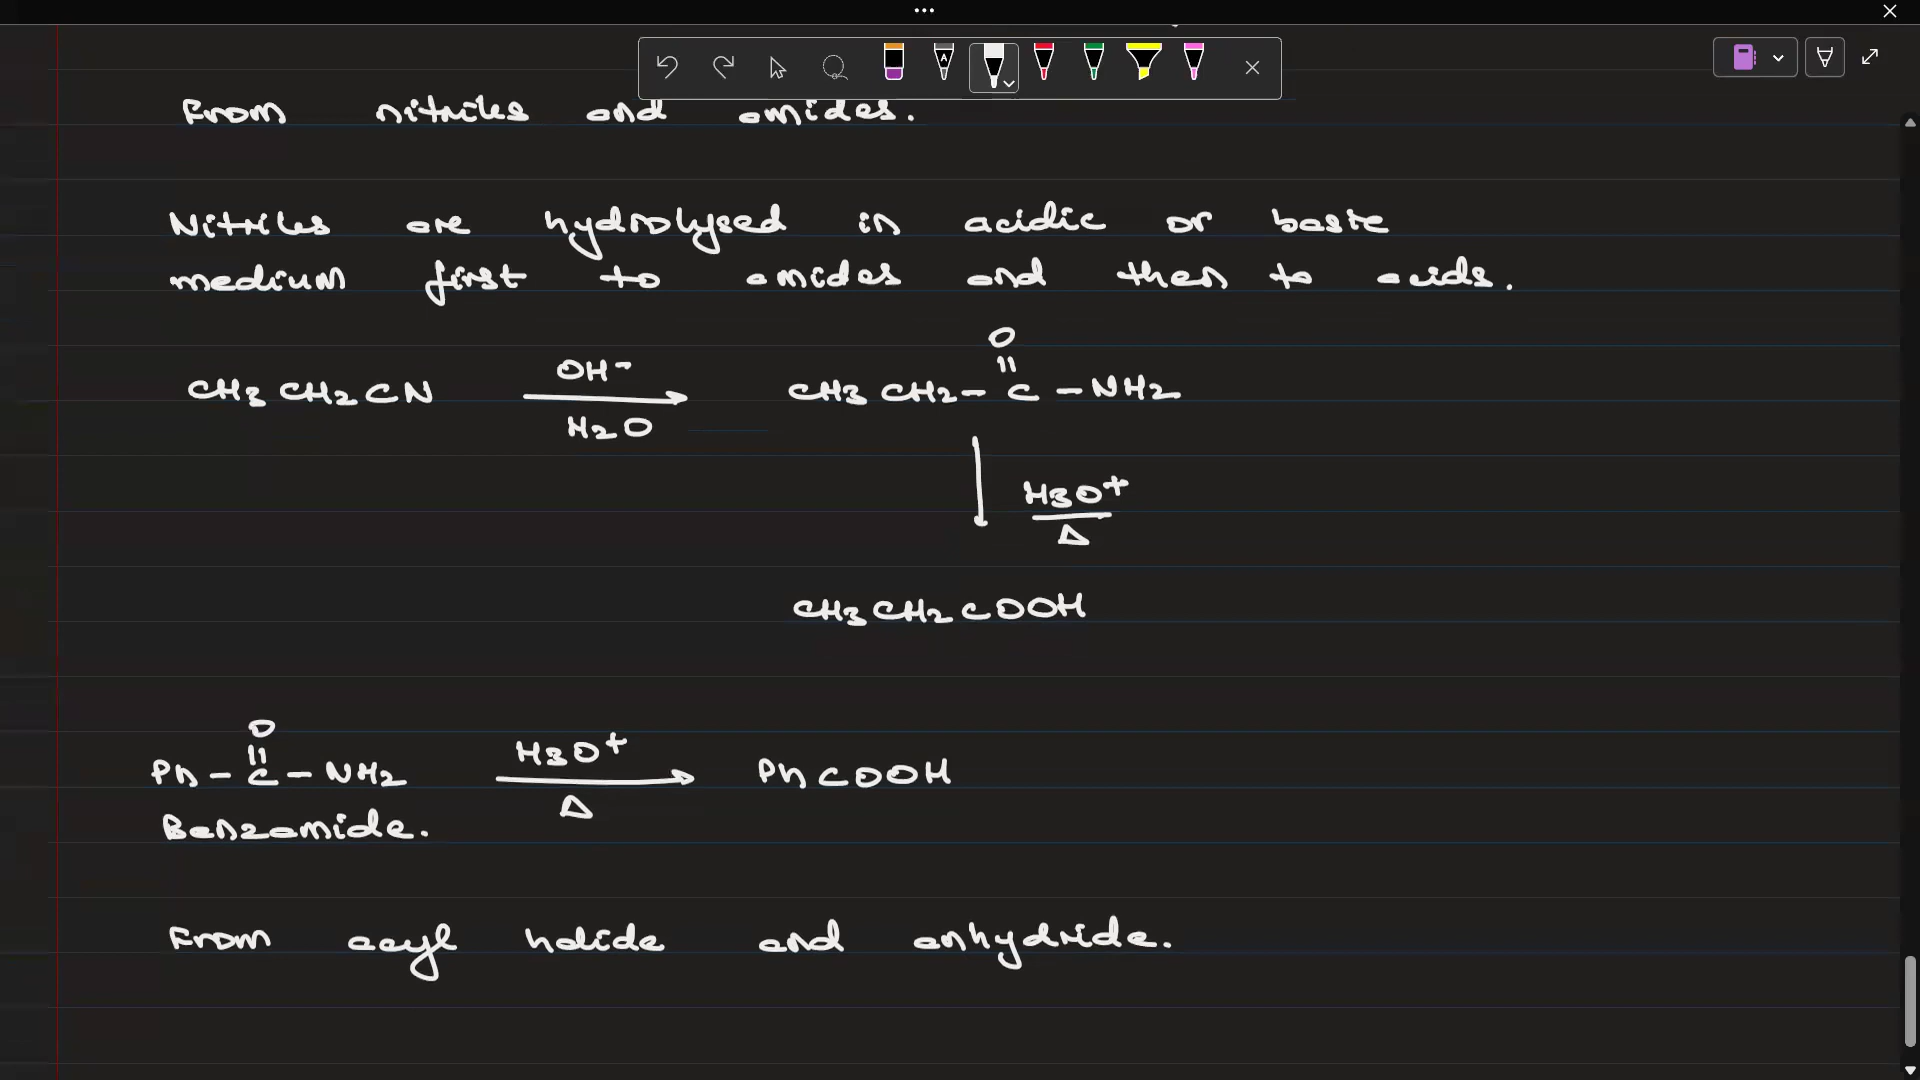 From nitriles and amides.
Nitriles are hydrolysed in acidic or basic
medium first to amides and then to acids.
O
||
CH3 CH2 CN OH- H2O CH3 CH2 - C - NH2
H3O+
Δ
CH3 CH2 COOH
O
||
Ph - C - NH2 H3O+ Δ Ph COOH
Benzamide.
From acyl halide and anhydride.